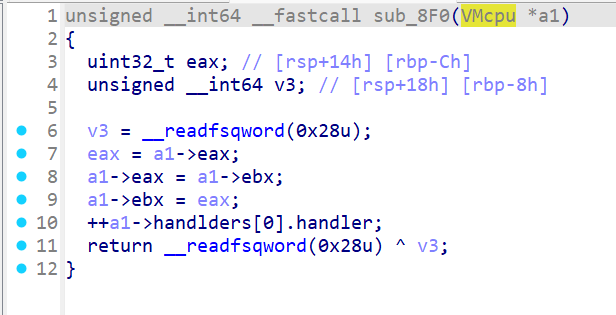 1 unsigned __int64 __fastcall sub_8F0(VMcpu *a1)
2 {
3   uint32_t eax; // [rsp+14h] [rbp-Ch]
4   unsigned __int64 v3; // [rsp+18h] [rbp-8h]
5
6   v3 = __readfsqword(0x28u);
7   eax = a1->eax;
8   a1->eax = a1->ebx;
9   a1->ebx = eax;
10   ++a1->handlders[0].handler;
11   return __readfsqword(0x28u) ^ v3;
12 }